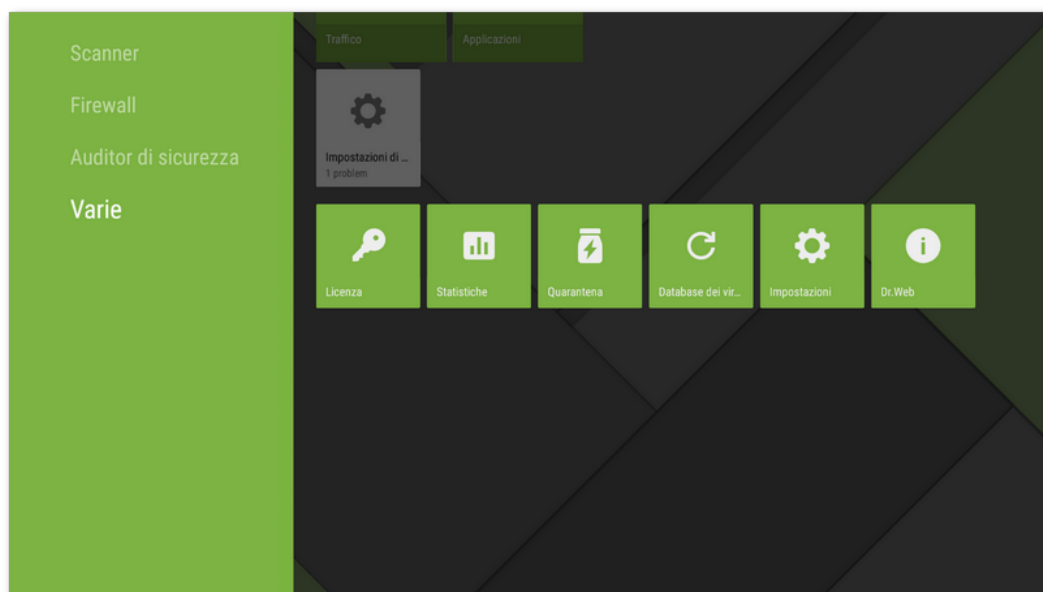 Scanner
Firewall
Auditor di sicurezza
Varie
Traffico
Applicazioni
Impostazioni di ...
1 problem
Licenza
Statistiche
Quarantena
Database dei vir...
Impostazioni
Dr.Web